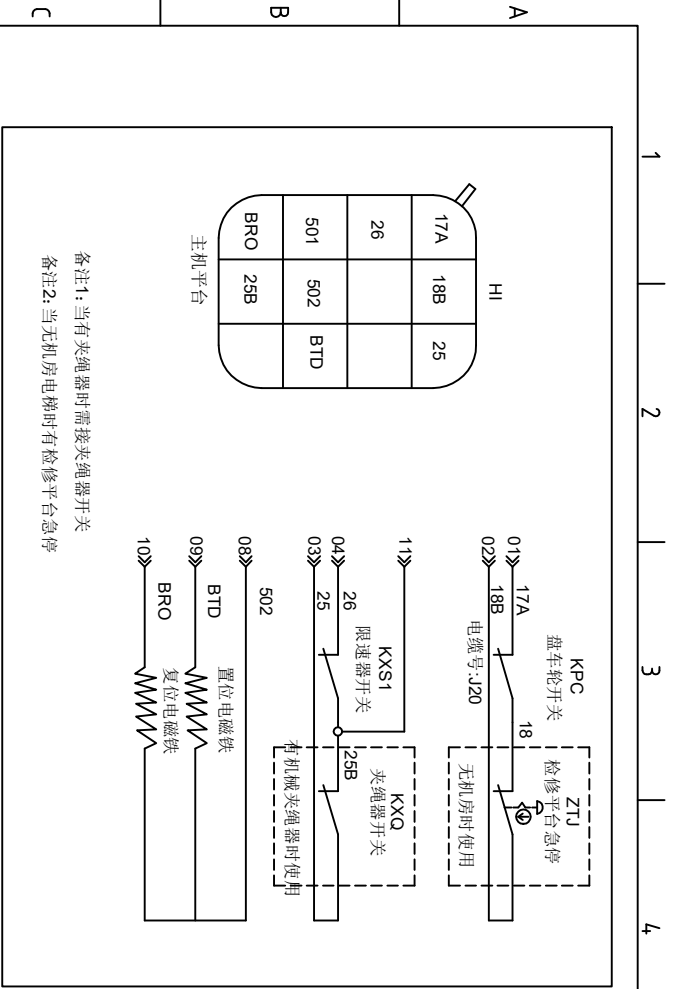 1
2
3
4
A
B
C
HI
17A 18B 25
26
501 502 BTD
BRO 25B
主机平台
KPC
盘车轮开关
01 17A
02 18B
18
电缆号:J20
ZTJ
检修平台急停
无机房时使用
11
KXS1
限速器开关
04 26
03 25
25B
KXQ
夹绳器开关
有机械夹绳器时使用
08 502
09 BTD
置位电磁铁
10 BRO
复位电磁铁
备注1:当有夹绳器时需接夹绳器开关
备注2:当无机房电梯时有检修平台急停